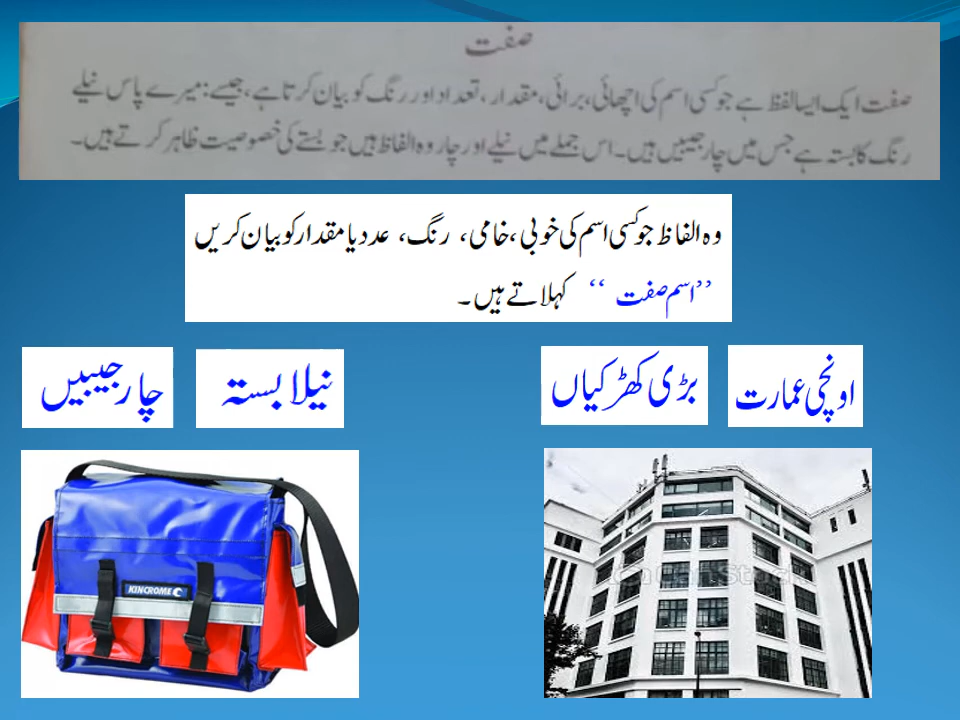 صفت
صفت ایک ایسا لفظ ہے جو کسی اسم کی اچھائی، برائی، مقدار، تعداد اور رنگ کو بیان کرتا ہے، جیسے: میرے پاس نیلے
رنگ کا بستہ ہے جس میں چار جیبیں ہیں۔ اس جملے میں نیلے اور چار وہ الفاظ ہیں جو بستے کی خصوصیت ظاہر کرتے ہیں۔
وہ الفاظ جو کسی اسم کی خوبی، خامی، رنگ، عدد یا مقدار کو بیان کریں
’’اسم صفت ‘‘ کہلاتے ہیں۔
اونچی عمارت
بڑی کھڑکیاں
نیلا بستہ
چار جیبیں
KINCROME